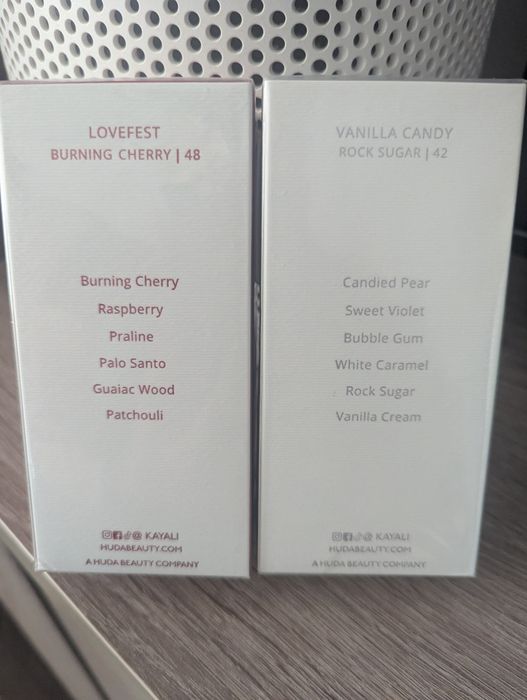 LOVEFEST
BURNING CHERRY | 48
Burning Cherry
Raspberry
Praline
Palo Santo
Guaiac Wood
Patchouli
@ KAYALI
HUDABEAUTY.COM
A HUDA BEAUTY COMPANY
VANILLA CANDY
ROCK SUGAR | 42
Candied Pear
Sweet Violet
Bubble Gum
White Caramel
Rock Sugar
Vanilla Cream
@ KAYALI
HUDABEAUTY.COM
A HUDA BEAUTY COMPANY